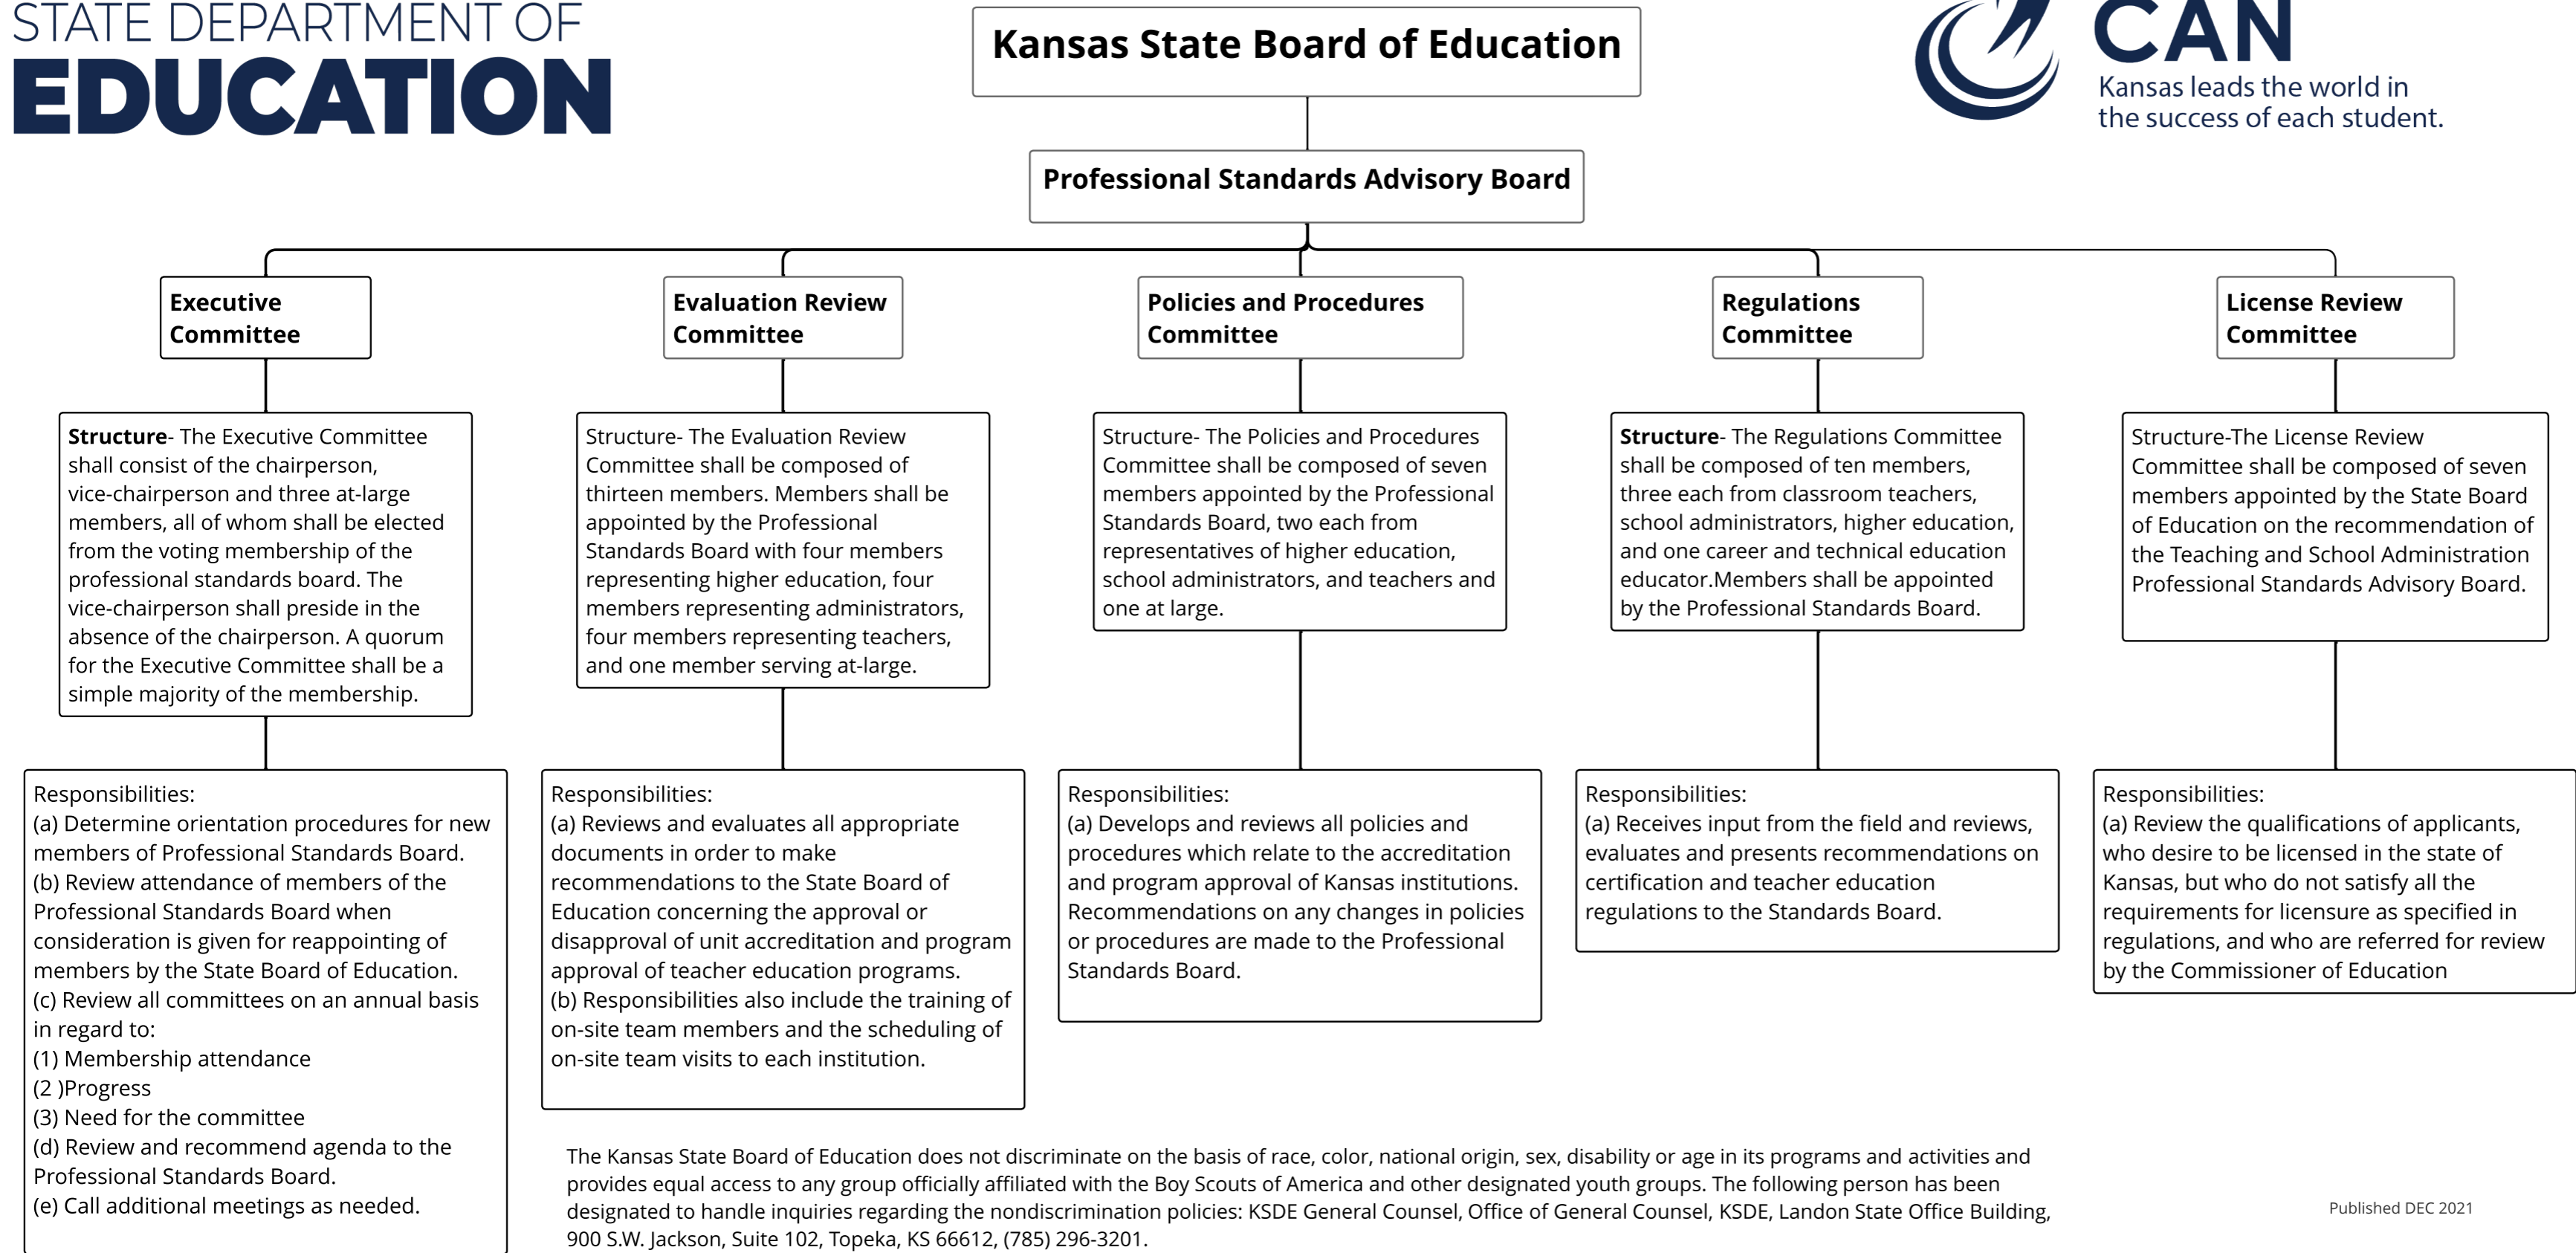 STATE DEPARTMENT OF
EDUCATION
Kansas State Board of Education
CAN
Kansas leads the world in
the success of each student.
Professional Standards Advisory Board
Executive
Committee
Structure- The Executive Committee
shall consist of the chairperson,
vice-chairperson and three at-large
members, all of whom shall be elected
from the voting membership of the
professional standards board. The
vice-chairperson shall preside in the
absence of the chairperson. A quorum
for the Executive Committee shall be a
simple majority of the membership.
Responsibilities:
(a) Determine orientation procedures for new
members of Professional Standards Board.
(b) Review attendance of members of the
Professional Standards Board when
consideration is given for reappointing of
members by the State Board of Education.
(c) Review all committees on an annual basis
in regard to:
(1) Membership attendance
(2 )Progress
(3) Need for the committee
(d) Review and recommend agenda to the
Professional Standards Board.
(e) Call additional meetings as needed.
Evaluation Review
Committee
Structure- The Evaluation Review
Committee shall be composed of
thirteen members. Members shall be
appointed by the Professional
Standards Board with four members
representing higher education, four
members representing administrators,
four members representing teachers,
and one member serving at-large.
Responsibilities:
(a) Reviews and evaluates all appropriate
documents in order to make
recommendations to the State Board of
Education concerning the approval or
disapproval of unit accreditation and program
approval of teacher education programs.
(b) Responsibilities also include the training of
on-site team members and the scheduling of
on-site team visits to each institution.
Policies and Procedures
Committee
Structure- The Policies and Procedures
Committee shall be composed of seven
members appointed by the Professional
Standards Board, two each from
representatives of higher education,
school administrators, and teachers and
one at large.
Responsibilities:
(a) Develops and reviews all policies and
procedures which relate to the accreditation
and program approval of Kansas institutions.
Recommendations on any changes in policies
or procedures are made to the Professional
Standards Board.
Regulations
Committee
Structure- The Regulations Committee
shall be composed of ten members,
three each from classroom teachers,
school administrators, higher education,
and one career and technical education
educator.Members shall be appointed
by the Professional Standards Board.
Responsibilities:
(a) Receives input from the field and reviews,
evaluates and presents recommendations on
certification and teacher education
regulations to the Standards Board.
License Review
Committee
Structure-The License Review
Committee shall be composed of seven
members appointed by the State Board
of Education on the recommendation of
the Teaching and School Administration
Professional Standards Advisory Board.
Responsibilities:
(a) Review the qualifications of applicants,
who desire to be licensed in the state of
Kansas, but who do not satisfy all the
requirements for licensure as specified in
regulations, and who are referred for review
by the Commissioner of Education
The Kansas State Board of Education does not discriminate on the basis of race, color, national origin, sex, disability or age in its programs and activities and
provides equal access to any group officially affiliated with the Boy Scouts of America and other designated youth groups. The following person has been
designated to handle inquiries regarding the nondiscrimination policies: KSDE General Counsel, Office of General Counsel, KSDE, Landon State Office Building,
900 S.W. Jackson, Suite 102, Topeka, KS 66612, (785) 296-3201.
Published DEC 2021